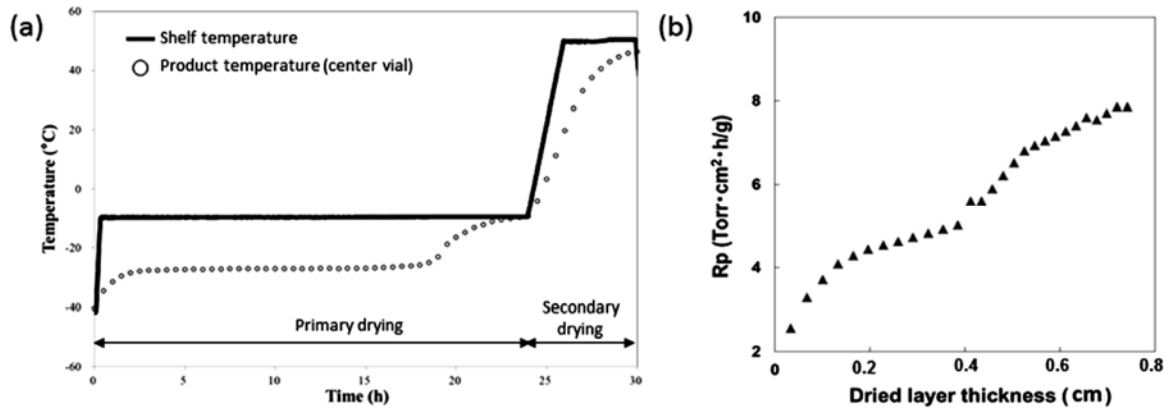 (a)
60
40
20
0
-20
-40
-60
Temperature (°C)
Shelf temperature
Product temperature (center vial)
Primary drying
Secondary
drying
0
5
10
15
20
25
30
Time (h)
(b)
10
8
6
4
2
Rp (Torr·cm²·h/g)
0
0.2
0.4
0.6
0.8
Dried layer thickness (cm)